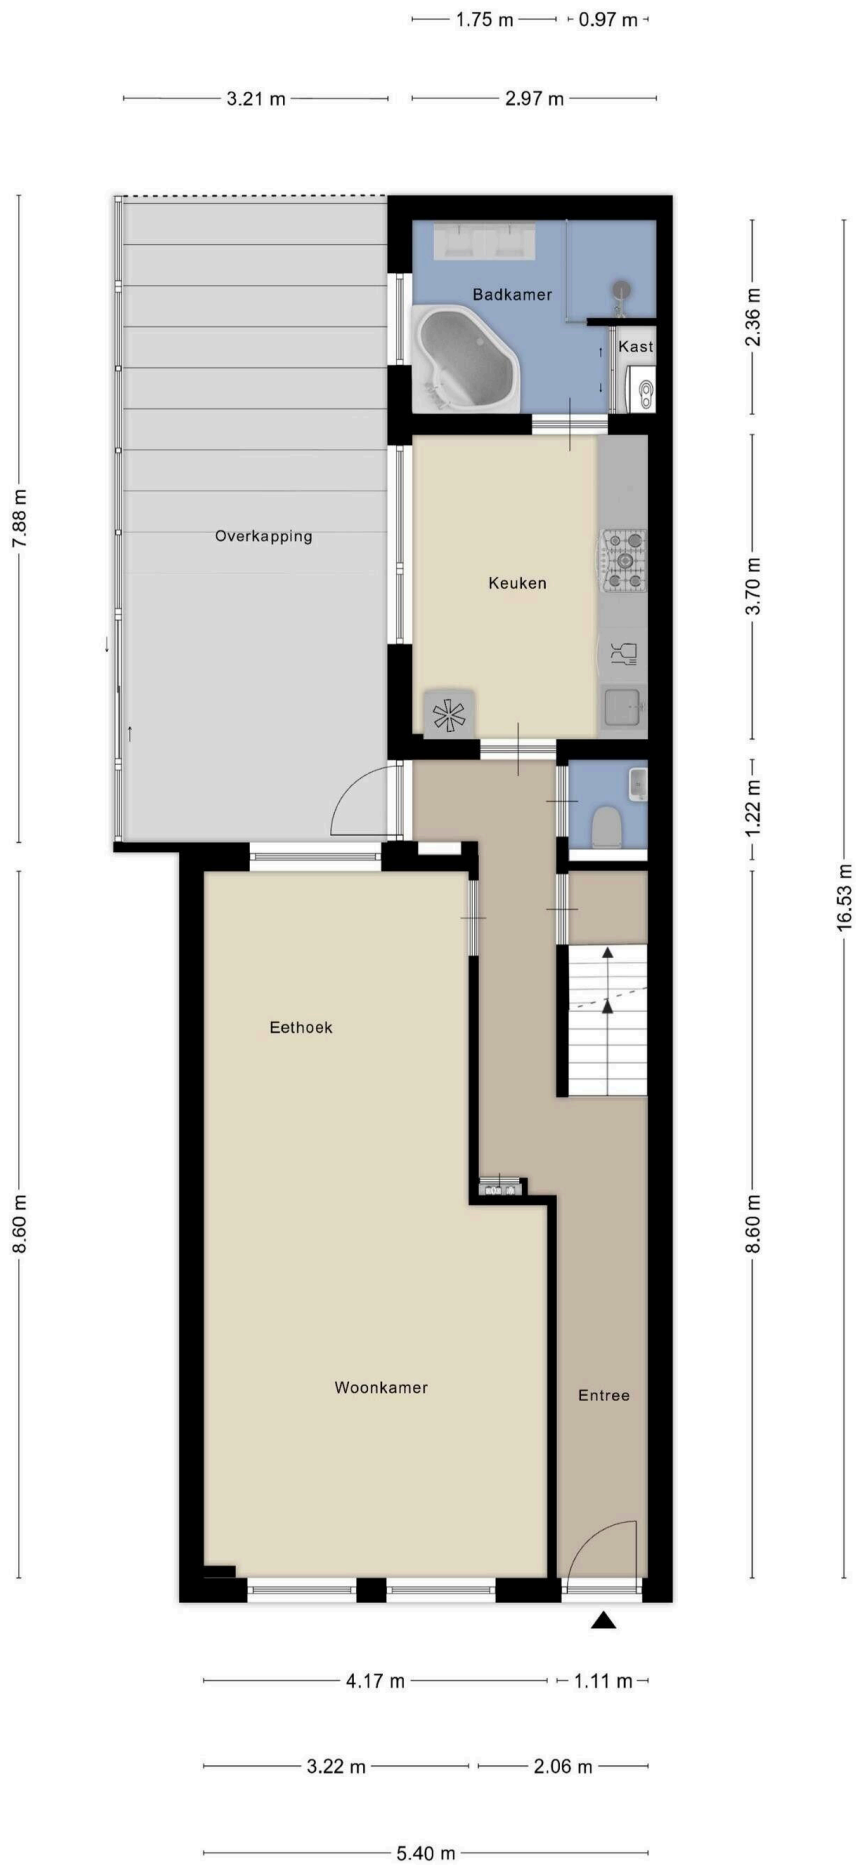 1.75 m 0.97 m
3.21 m 2.97 m
Badkamer
2.36 m
Kast
7.88 m
Overkapping
Keuken
3.70 m
1.22 m
16.53 m
Eethoek
8.60 m
8.60 m
Woonkamer
Entree
4.17 m 1.11 m
3.22 m 2.06 m
5.40 m